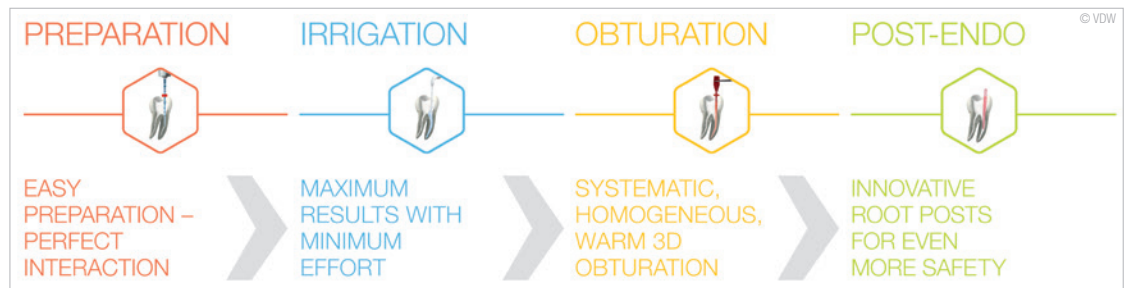 © VDW
PREPARATION
IRRIGATION
OBTURATION
POST-ENDO
EASY
PREPARATION –
PERFECT
INTERACTION
MAXIMUM
RESULTS WITH
MINIMUM
EFFORT
SYSTEMATIC,
HOMOGENEOUS,
WARM 3D
OBTURATION
INNOVATIVE
ROOT POSTS
FOR EVEN
MORE SAFETY